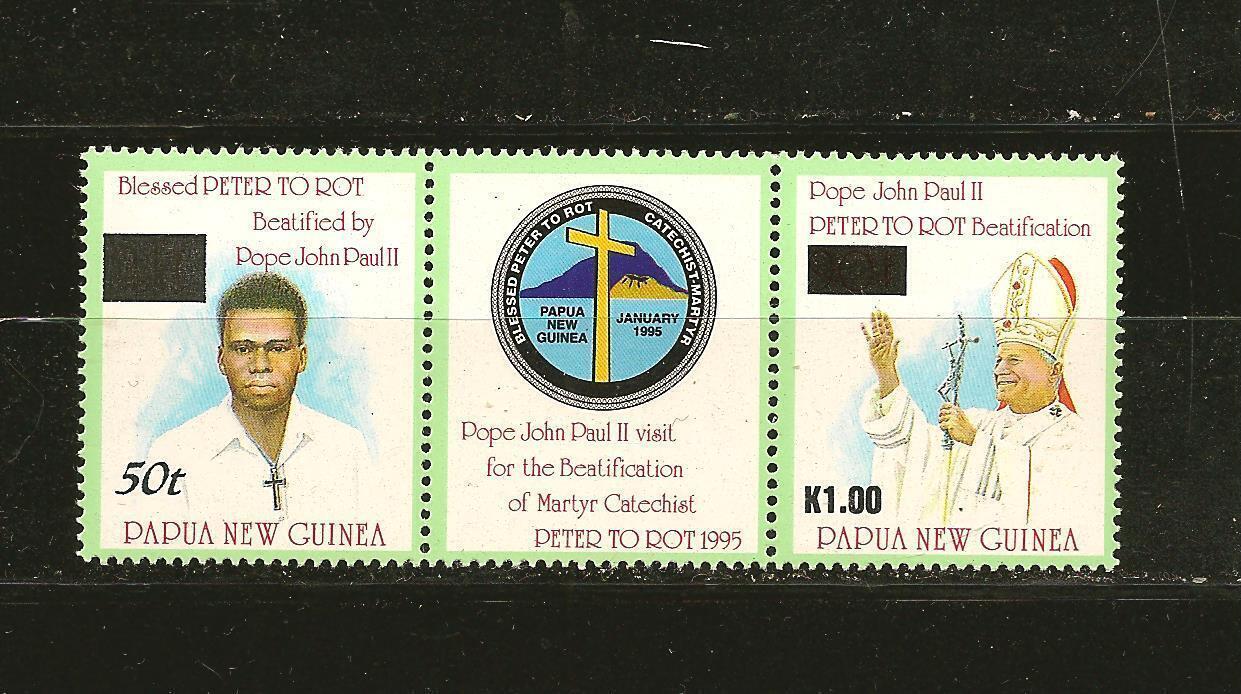 Blessed PETER TO ROT
Beatified by
Pope John Paul II
50t
PAPUA NEW GUINEA
BLESSED PETER TO ROT CATECHIST-MARTYR
PAPUA
NEW
GUINEA
JANUARY
1995
Pope John Paul II visit
for the Beatification
of Martyr Catechist
PETER TO ROT 1995
Pope John Paul II
PETER TO ROT Beatification
K1.00
PAPUA NEW GUINEA